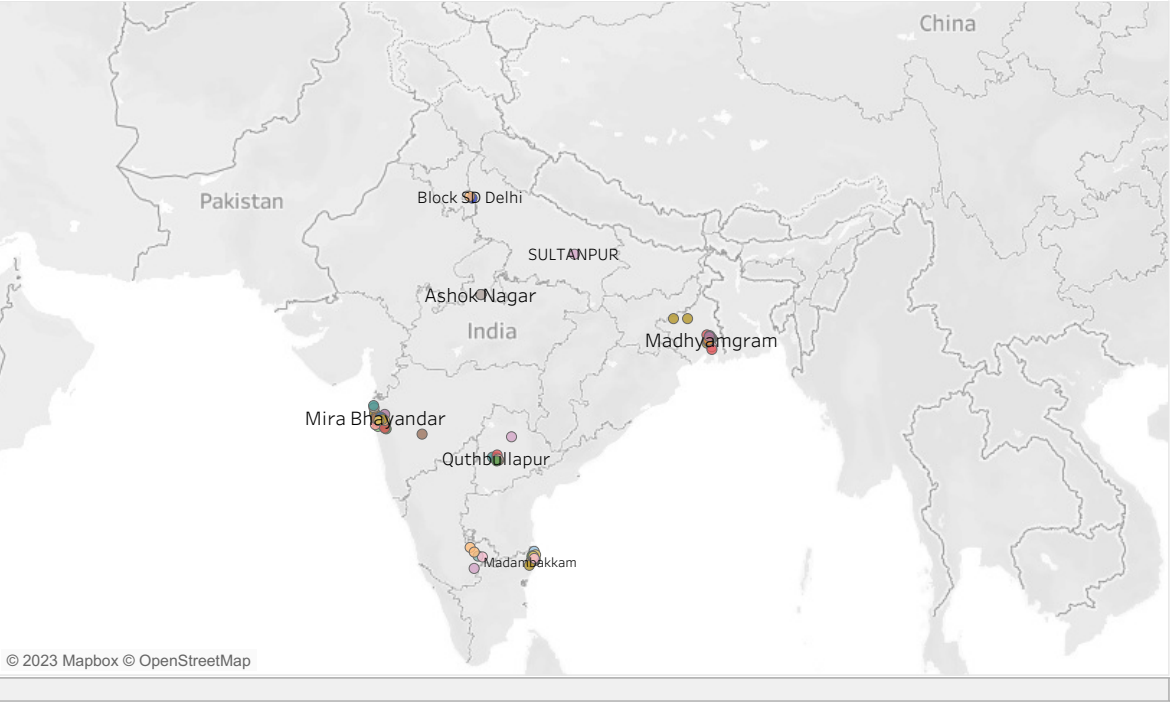 China
Block SD Delhi
Pakistan
SULTANPUR
Ashok Nagar
India
Madhyamgram
Mira Bhayandar
Quthbullapur
Madambakkam
© 2023 Mapbox © OpenStreetMap